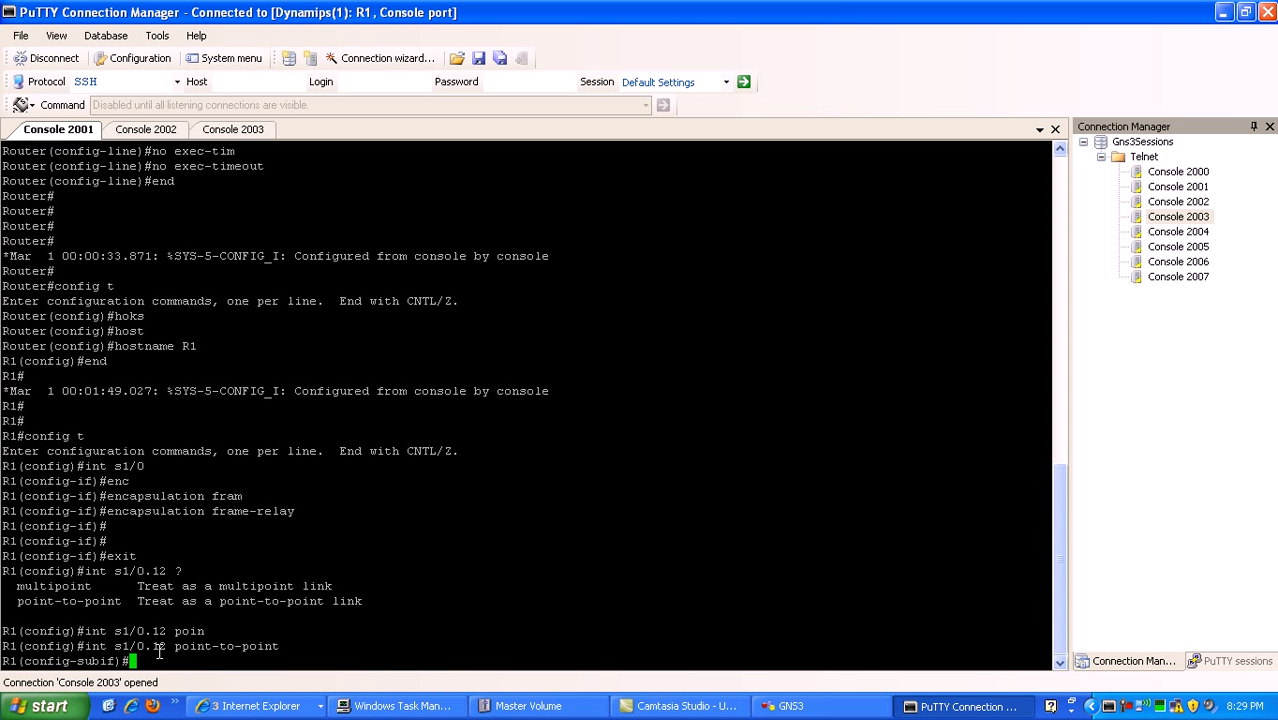 PuTTY Connection Manager - Connected to [Dynamips(1): R1, Console port]
File View Database Tools Help
Disconnect Configuration System menu Connection wizard...
Protocol SSH Host Login Password Session Default Settings
Command Disabled until all listening connections are visible.
Console 2001 Console 2002 Console 2003
Router(config-line)#no exec-tim
Router(config-line)#no exec-timeout
Router(config-line)#end
Router#
Router#
Router#
Router#
*Mar  1 00:00:33.871: %SYS-5-CONFIG_I: Configured from console by console
Router#
Router#config t
Enter configuration commands, one per line.  End with CNTL/Z.
Router(config)#hoks
Router(config)#host
Router(config)#hostname R1
R1(config)#end
R1#
*Mar  1 00:01:49.027: %SYS-5-CONFIG_I: Configured from console by console
R1#
R1#
R1#config t
Enter configuration commands, one per line.  End with CNTL/Z.
R1(config)#int s1/0
R1(config-if)#enc
R1(config-if)#encapsulation fram
R1(config-if)#encapsulation frame-relay
R1(config-if)#
R1(config-if)#
R1(config-if)#exit
R1(config)#int s1/0.12 ?
  multipoint      Treat as a multipoint link
  point-to-point  Treat as a point-to-point link
R1(config)#int s1/0.12 poin
R1(config)#int s1/0.12 point-to-point
R1(config-subif)#
Connection Manager
Gns3Sessions
Telnet
Console 2000
Console 2001
Console 2002
Console 2003
Console 2004
Console 2005
Console 2006
Console 2007
Connection Man... PuTTY sessions
Connection 'Console 2003' opened
start 3 Internet Explorer Windows Task Man... Master Volume Camtasia Studio - U... GNS3 PuTTY Connection ... 8:29 PM